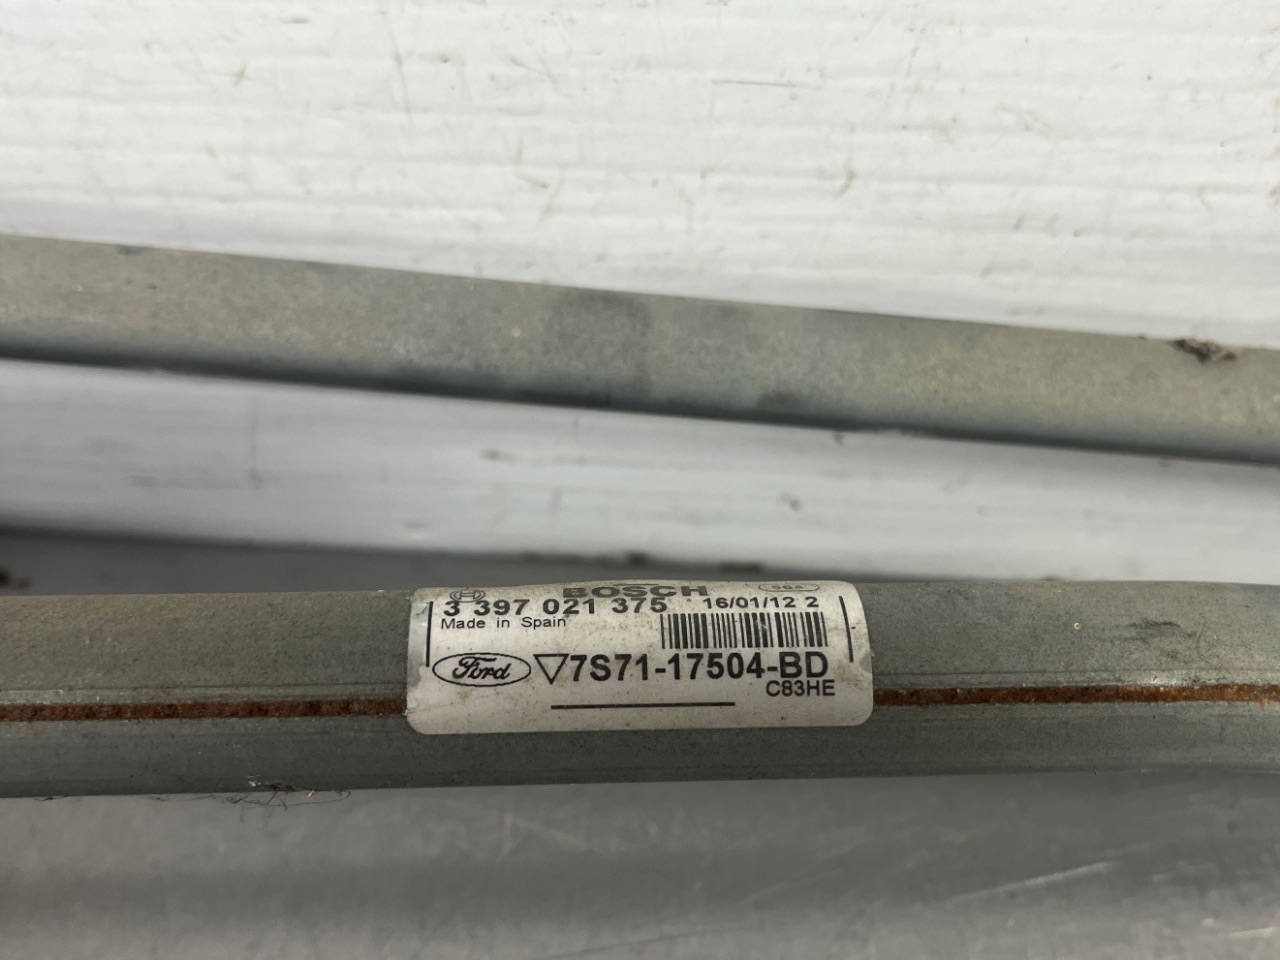 BOSCH
3 397 021 375 16/01/12 2
Made in Spain
Ford 7S71-17504-BD
C83HE